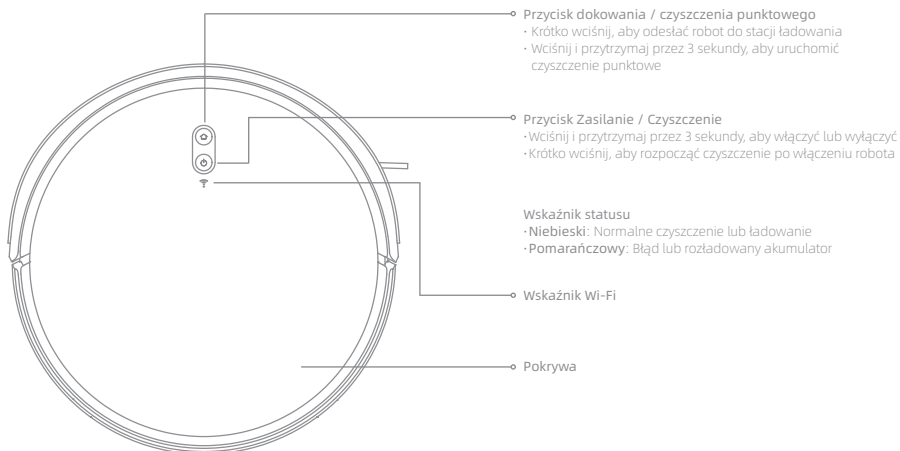 Przycisk dokowania / czyszczenia punktowego
· Krótko wciśnij, aby odesłać robot do stacji ładowania
· Wciśnij i przytrzymaj przez 3 sekundy, aby uruchomić
czyszczenie punktowe
Przycisk Zasilanie / Czyszczenie
·Wciśnij i przytrzymaj przez 3 sekundy, aby włączyć lub wyłączyć
·Krótko wciśnij, aby rozpocząć czyszczenie po włączeniu robota
Wskaźnik statusu
·Niebieski: Normalne czyszczenie lub ładowanie
·Pomarańczowy: Błąd lub rozładowany akumulator
Wskaźnik Wi-Fi
Pokrywa